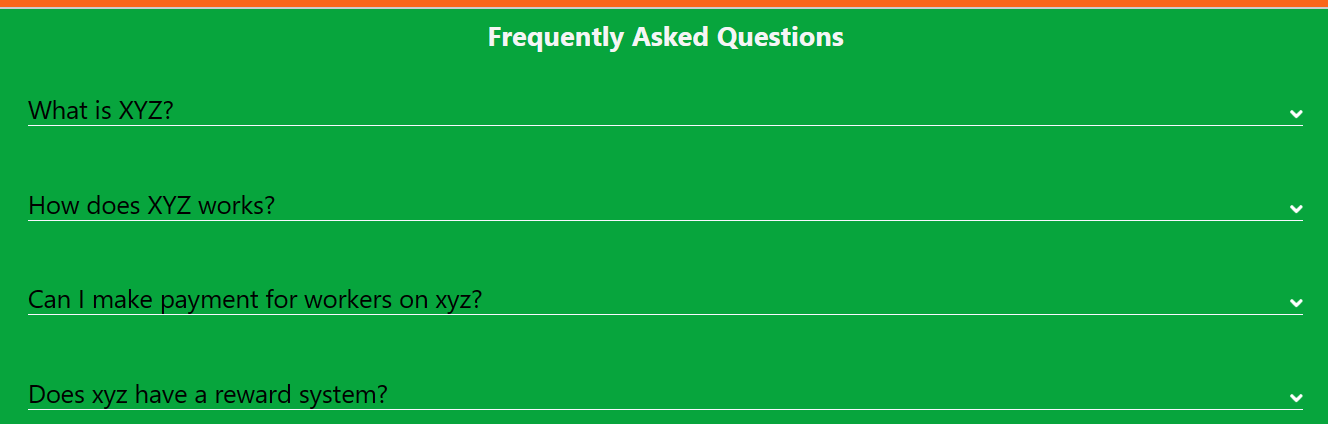 Frequently Asked Questions
What is XYZ?
How does XYZ works?
Can I make payment for workers on xyz?
Does xyz have a reward system?